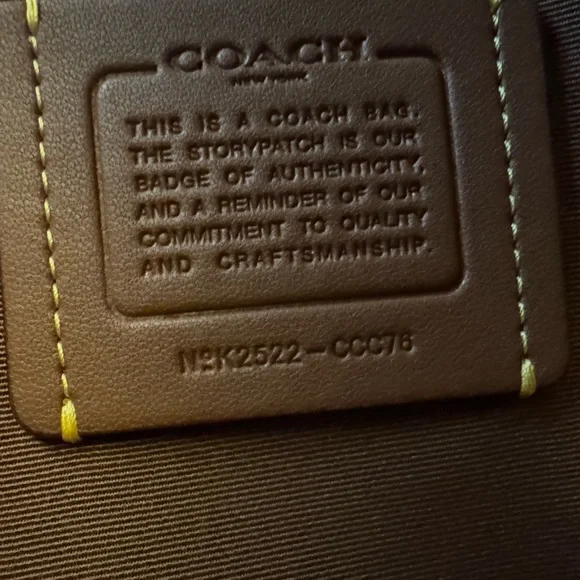 COACH
NEW YORK
THIS IS A COACH BAG.
THE STORYPATCH IS OUR
BADGE OF AUTHENTICITY,
AND A REMINDER OF OUR
COMMITMENT TO QUALITY
AND CRAFTSMANSHIP.
NºK2522-CCC76